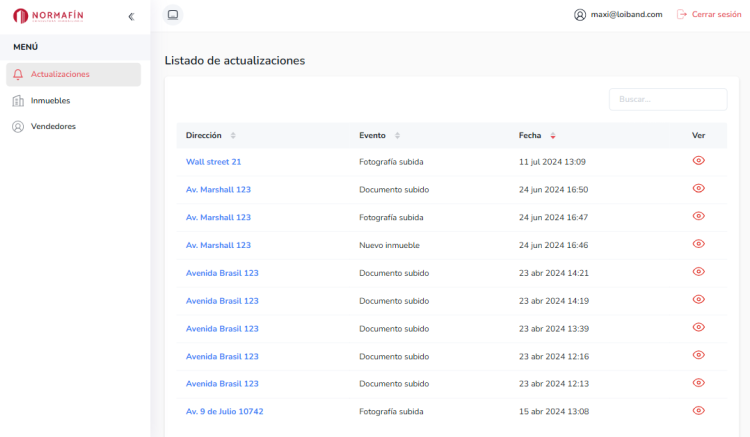 NORMAFÍN
maxi@loiband.com Cerrar sesión
MENÚ
Actualizaciones
Inmuebles
Vendedores
Listado de actualizaciones
Buscar...
Dirección Evento Fecha Ver
Wall street 21 Fotografía subida 11 jul 2024 13:09
Av. Marshall 123 Documento subido 24 jun 2024 16:50
Av. Marshall 123 Fotografía subida 24 jun 2024 16:47
Av. Marshall 123 Nuevo inmueble 24 jun 2024 16:46
Avenida Brasil 123 Documento subido 23 abr 2024 14:21
Avenida Brasil 123 Documento subido 23 abr 2024 14:19
Avenida Brasil 123 Documento subido 23 abr 2024 13:39
Avenida Brasil 123 Documento subido 23 abr 2024 12:16
Avenida Brasil 123 Documento subido 23 abr 2024 12:13
Av. 9 de Julio 10742 Fotografía subida 15 abr 2024 13:08